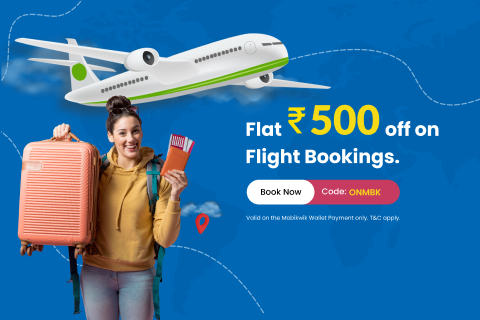 Flat ₹500 off on
Flight Bookings.
Book Now Code: ONMBK
Valid on the Mobikwik Wallet Payment only. T&C apply.